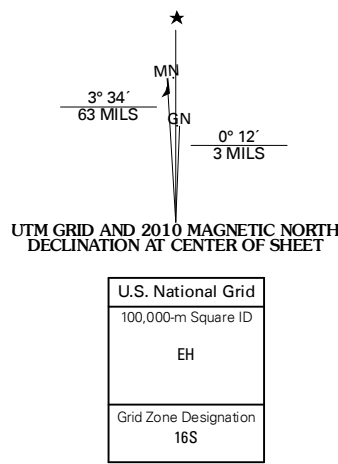 ★
MN
3° 34´
63 MILS
GN
0° 12´
3 MILS
UTM GRID AND 2010 MAGNETIC NORTH
DECLINATION AT CENTER OF SHEET
U.S. National Grid
100,000-m Square ID
EH
Grid Zone Designation
16S